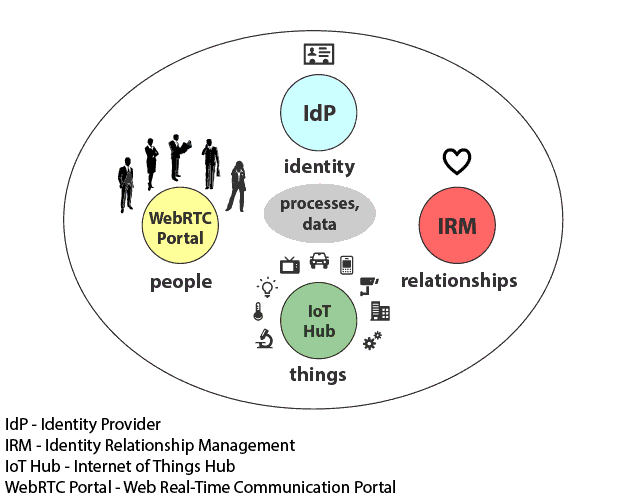 IdP
identity
WebRTC
Portal
people
processes,
data
IRM
relationships
IoT
Hub
things
IdP - Identity Provider
IRM - Identity Relationship Management
IoT Hub - Internet of Things Hub
WebRTC Portal - Web Real-Time Communication Portal